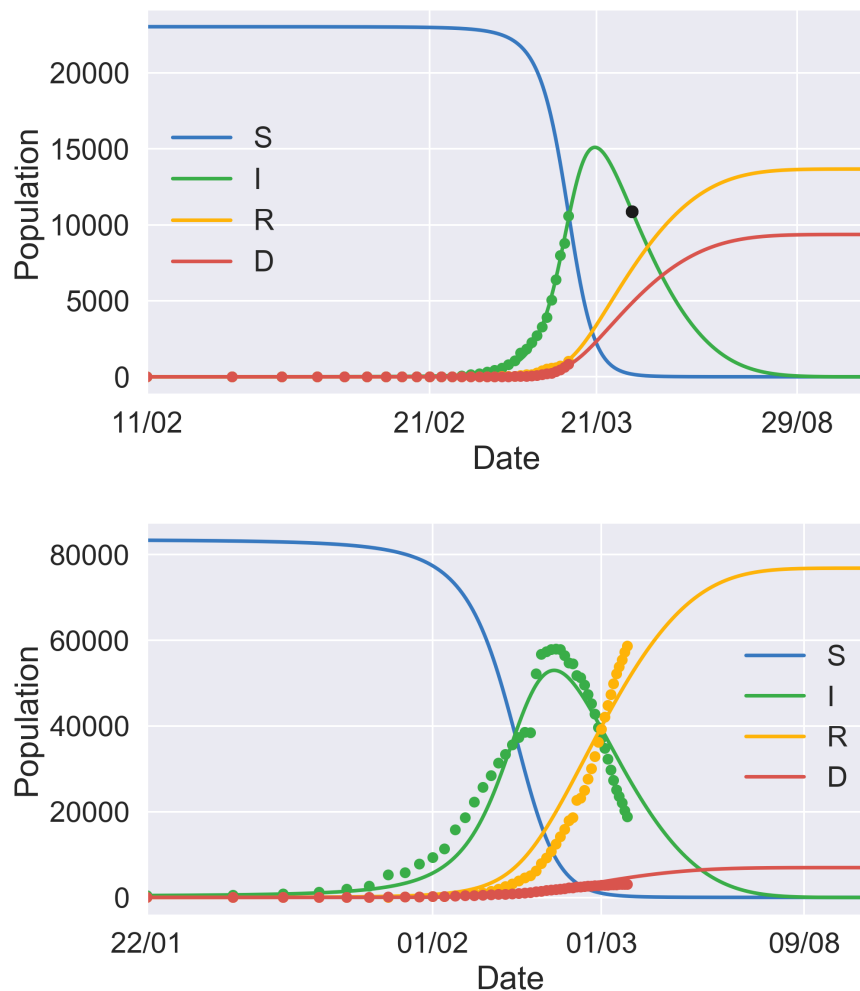 Population
20000
15000
10000
5000
0
S
I
R
D
11/02
21/02
21/03
29/08
Date
Population
80000
60000
40000
20000
0
S
I
R
D
22/01
01/02
01/03
09/08
Date